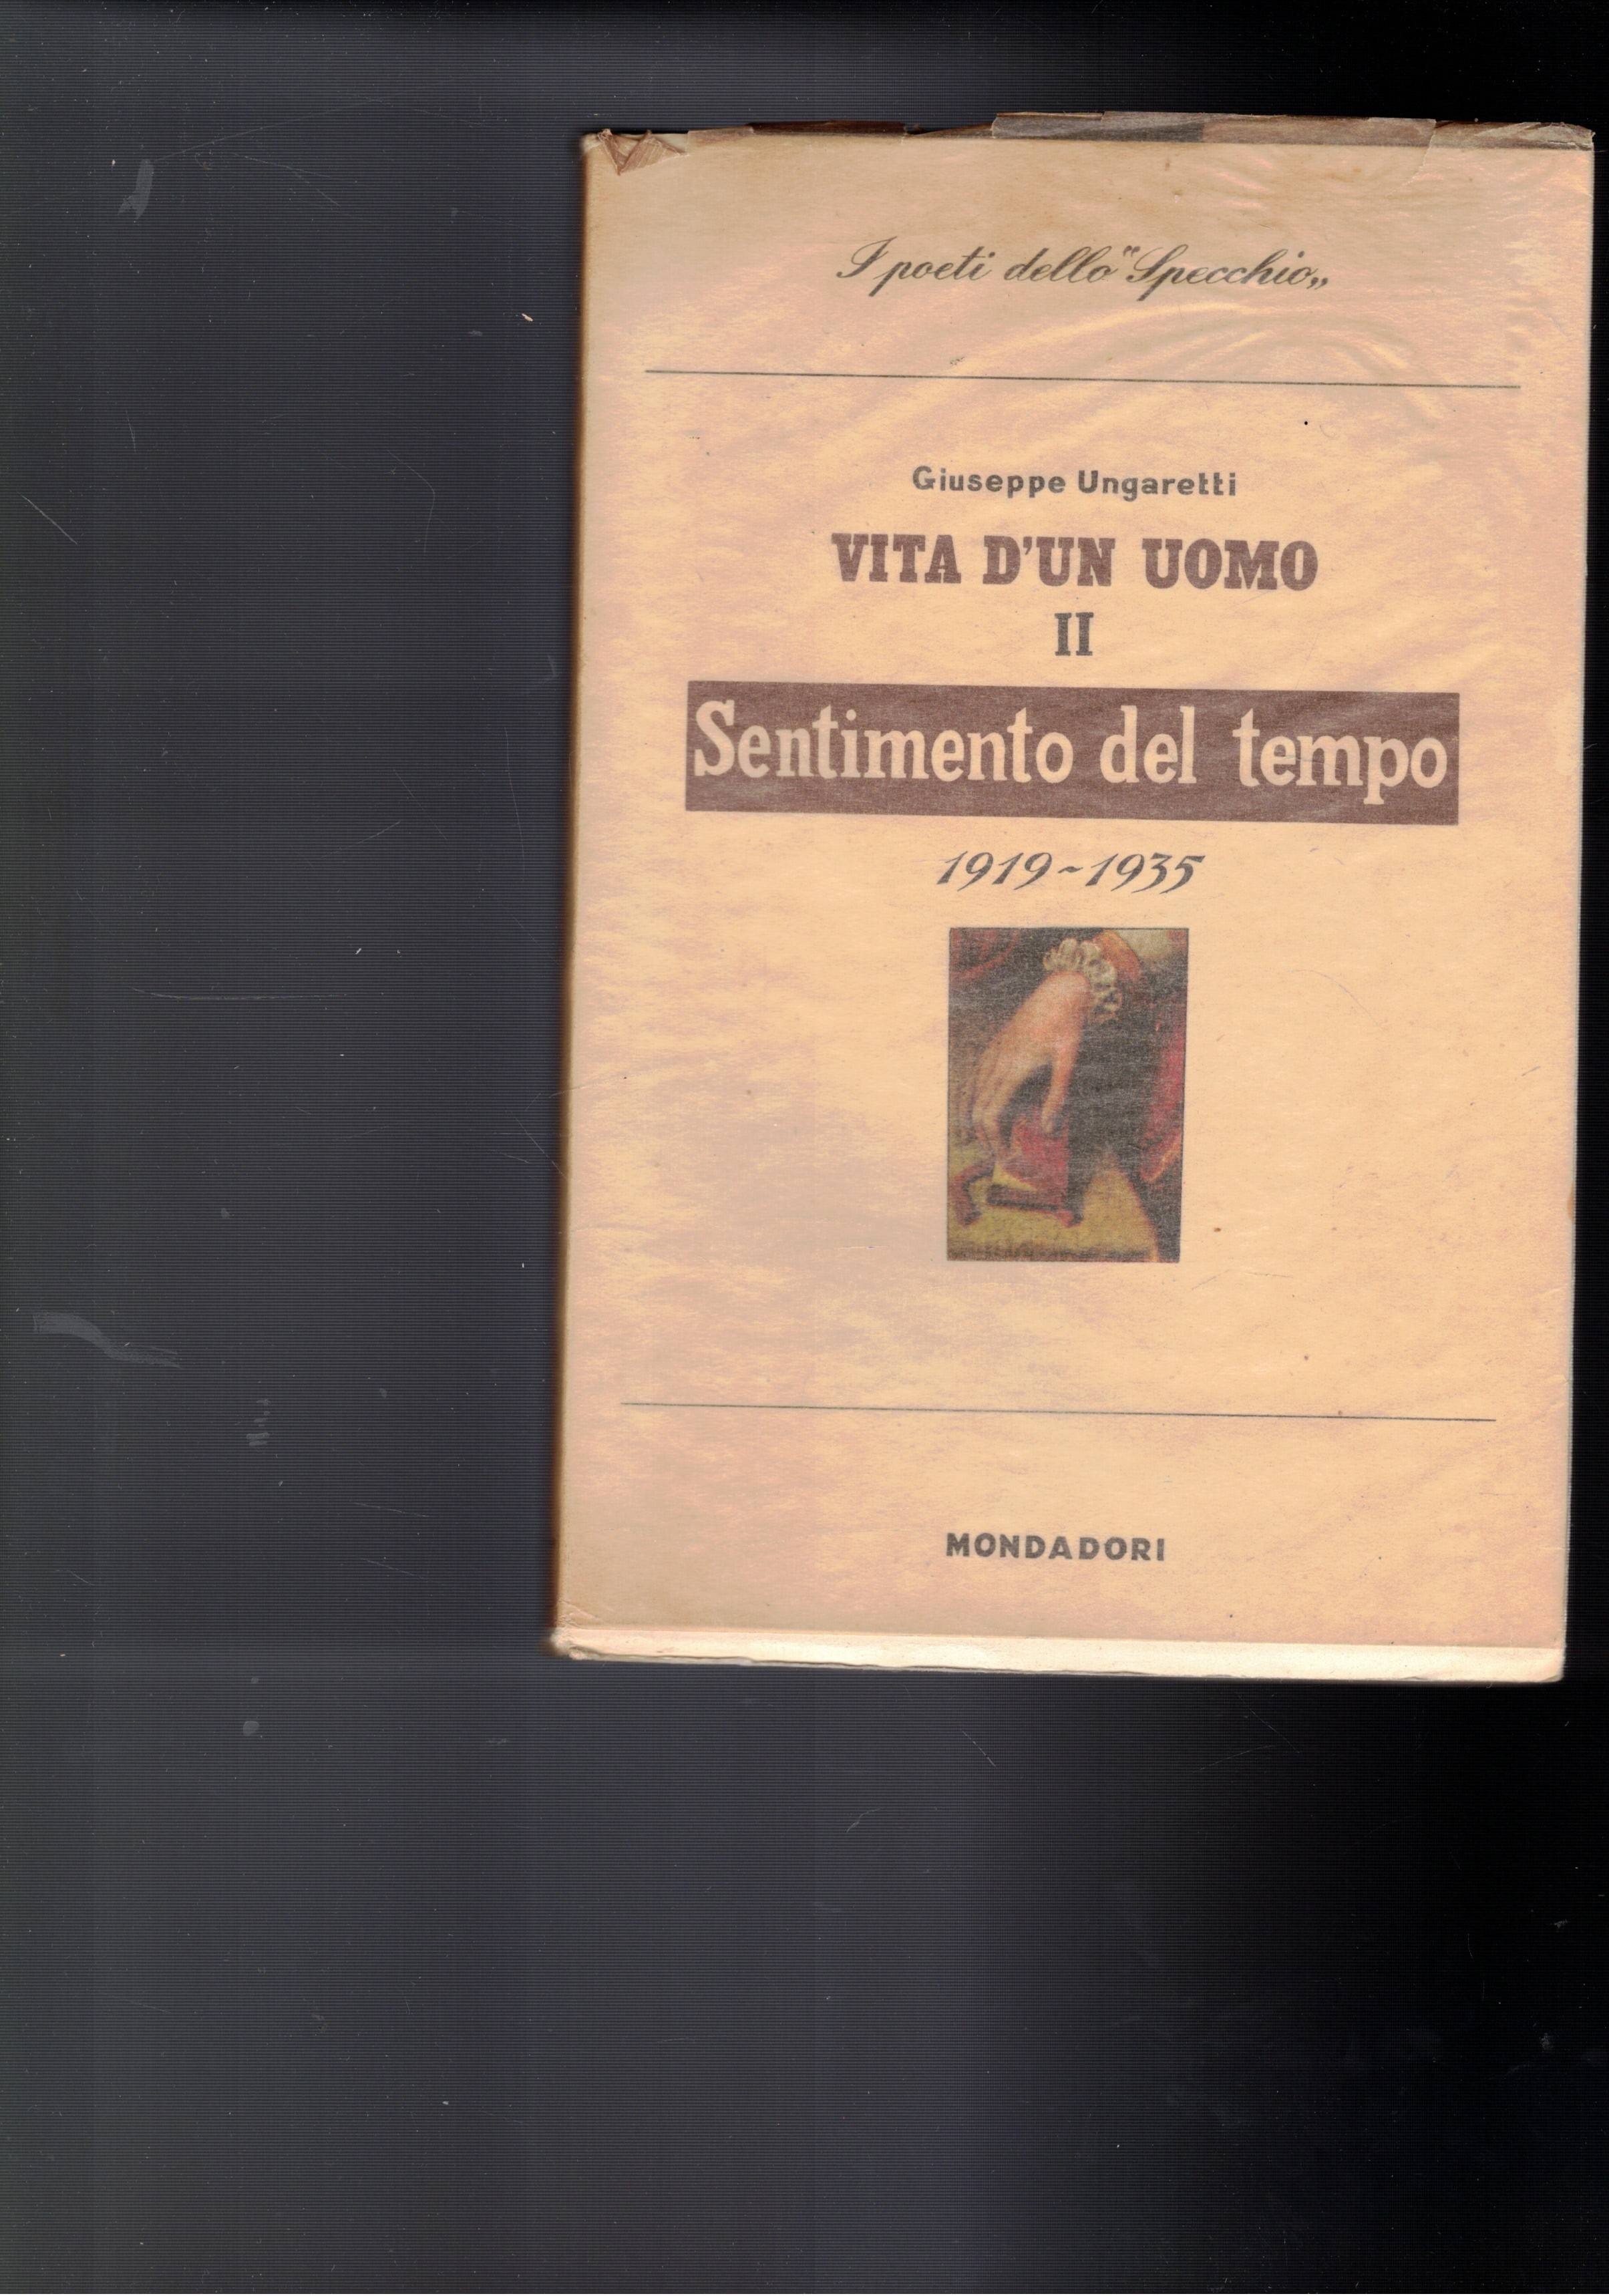 I poeti dello "Specchio„
Giuseppe Ungaretti
VITA D'UN UOMO
II
Sentimento del tempo
1919~1935
MONDADORI